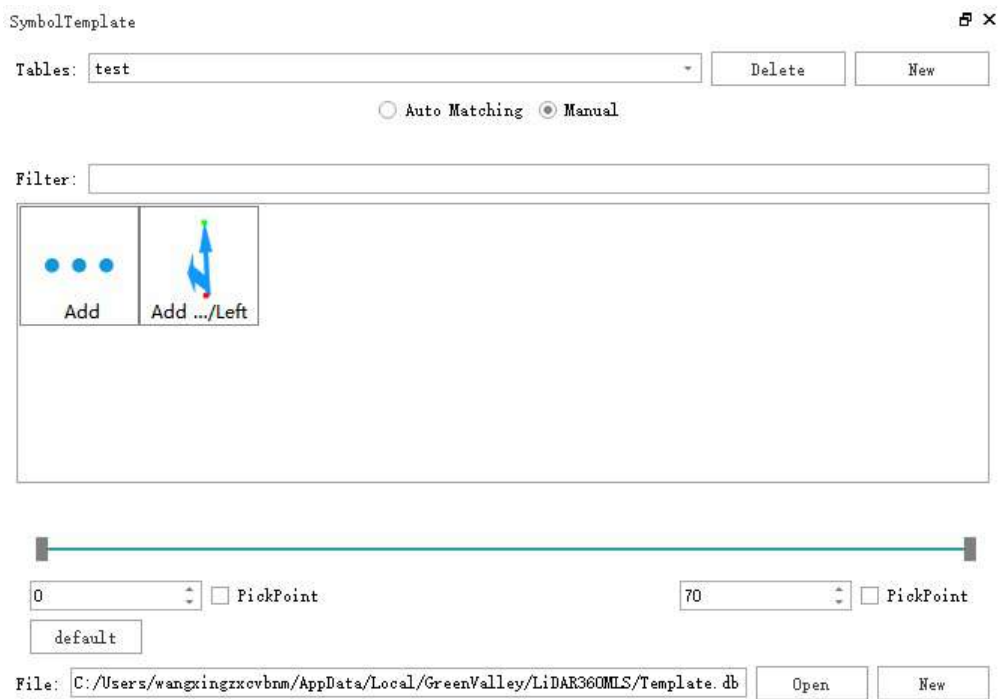 SymbolTemplate
Tables: test Delete New
Auto Matching Manual
Filter:
Add Add .../Left
0 PickPoint 70 PickPoint
default
File: C:/Users/wangxingzxcvbnm/AppData/Local/GreenValley/LiDAR360MLS/Template.db Open New